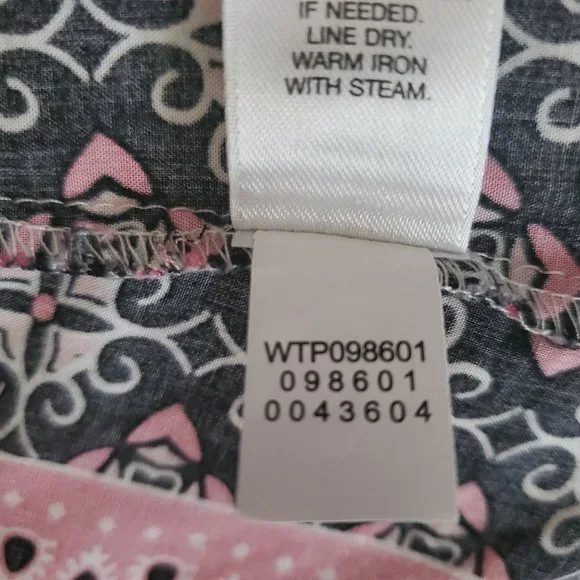 IF NEEDED.
LINE DRY.
WARM IRON
WITH STEAM.
WTP098601
098601
0043604